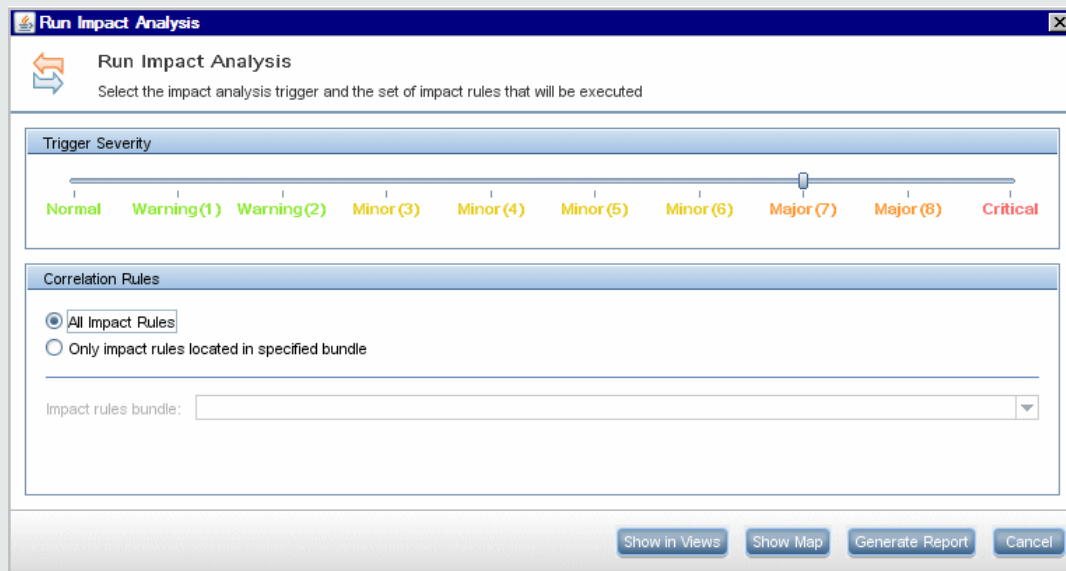 Run Impact Analysis
Run Impact Analysis
Select the impact analysis trigger and the set of impact rules that will be executed
Trigger Severity
Normal Warning(1) Warning(2) Minor(3) Minor(4) Minor(5) Minor(6) Major(7) Major(8) Critical
Correlation Rules
All Impact Rules
Only impact rules located in specified bundle
Impact rules bundle:
Show in Views Show Map Generate Report Cancel